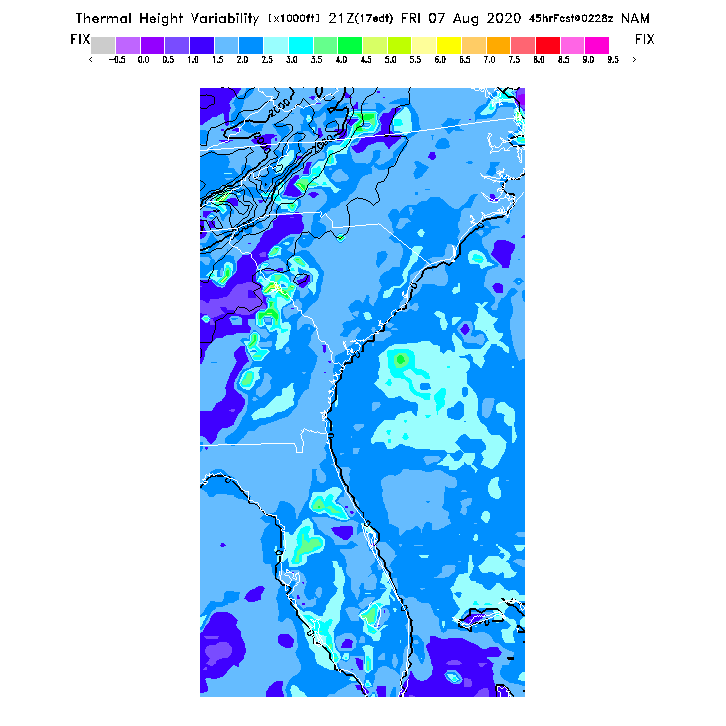 Thermal Height Variability [x1000ft] 21Z(17edt) FRI 07 Aug 2020 45hrFcst@0228z NAM
FIX FIX
< -0.5 0.0 0.5 1.0 1.5 2.0 2.5 3.0 3.5 4.0 4.5 5.0 5.5 6.0 6.5 7.0 7.5 8.0 8.5 9.0 9.5 >
2000